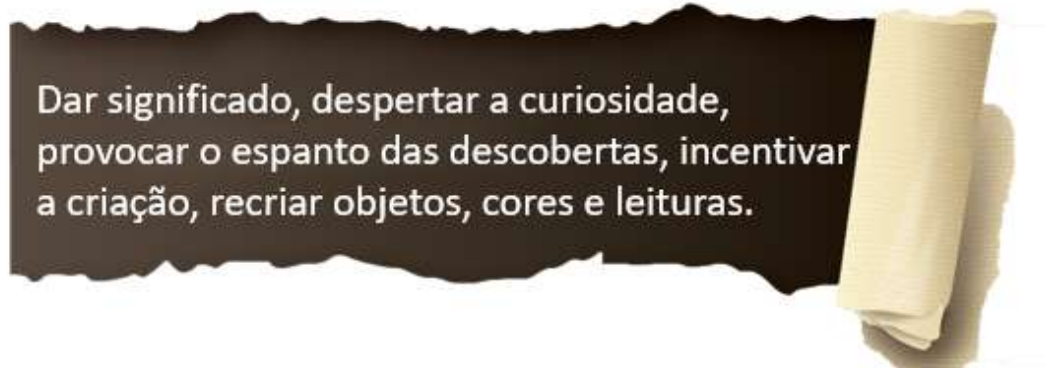 Dar significado, despertar a curiosidade,
provocar o espanto das descobertas, incentivar
a criação, recriar objetos, cores e leituras.